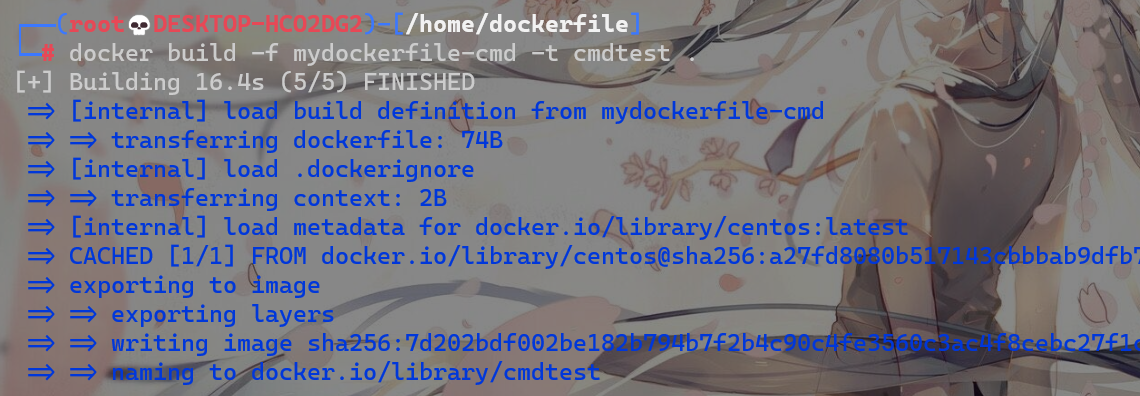 ┌──(root💀DESKTOP-HCO2DG2)-[/home/dockerfile]
└─# docker build -f mydockerfile-cmd -t cmdtest .
[+] Building 16.4s (5/5) FINISHED
=> [internal] load build definition from mydockerfile-cmd
=> => transferring dockerfile: 74B
=> [internal] load .dockerignore
=> => transferring context: 2B
=> [internal] load metadata for docker.io/library/centos:latest
=> CACHED [1/1] FROM docker.io/library/centos@sha256:a27fd8080b517143cbbbab9dfb7
=> exporting to image
=> => exporting layers
=> => writing image sha256:7d202bdf002be182b794b7f2b4c90c4fe3560c3ac4f8cebc27f1e
=> => naming to docker.io/library/cmdtest